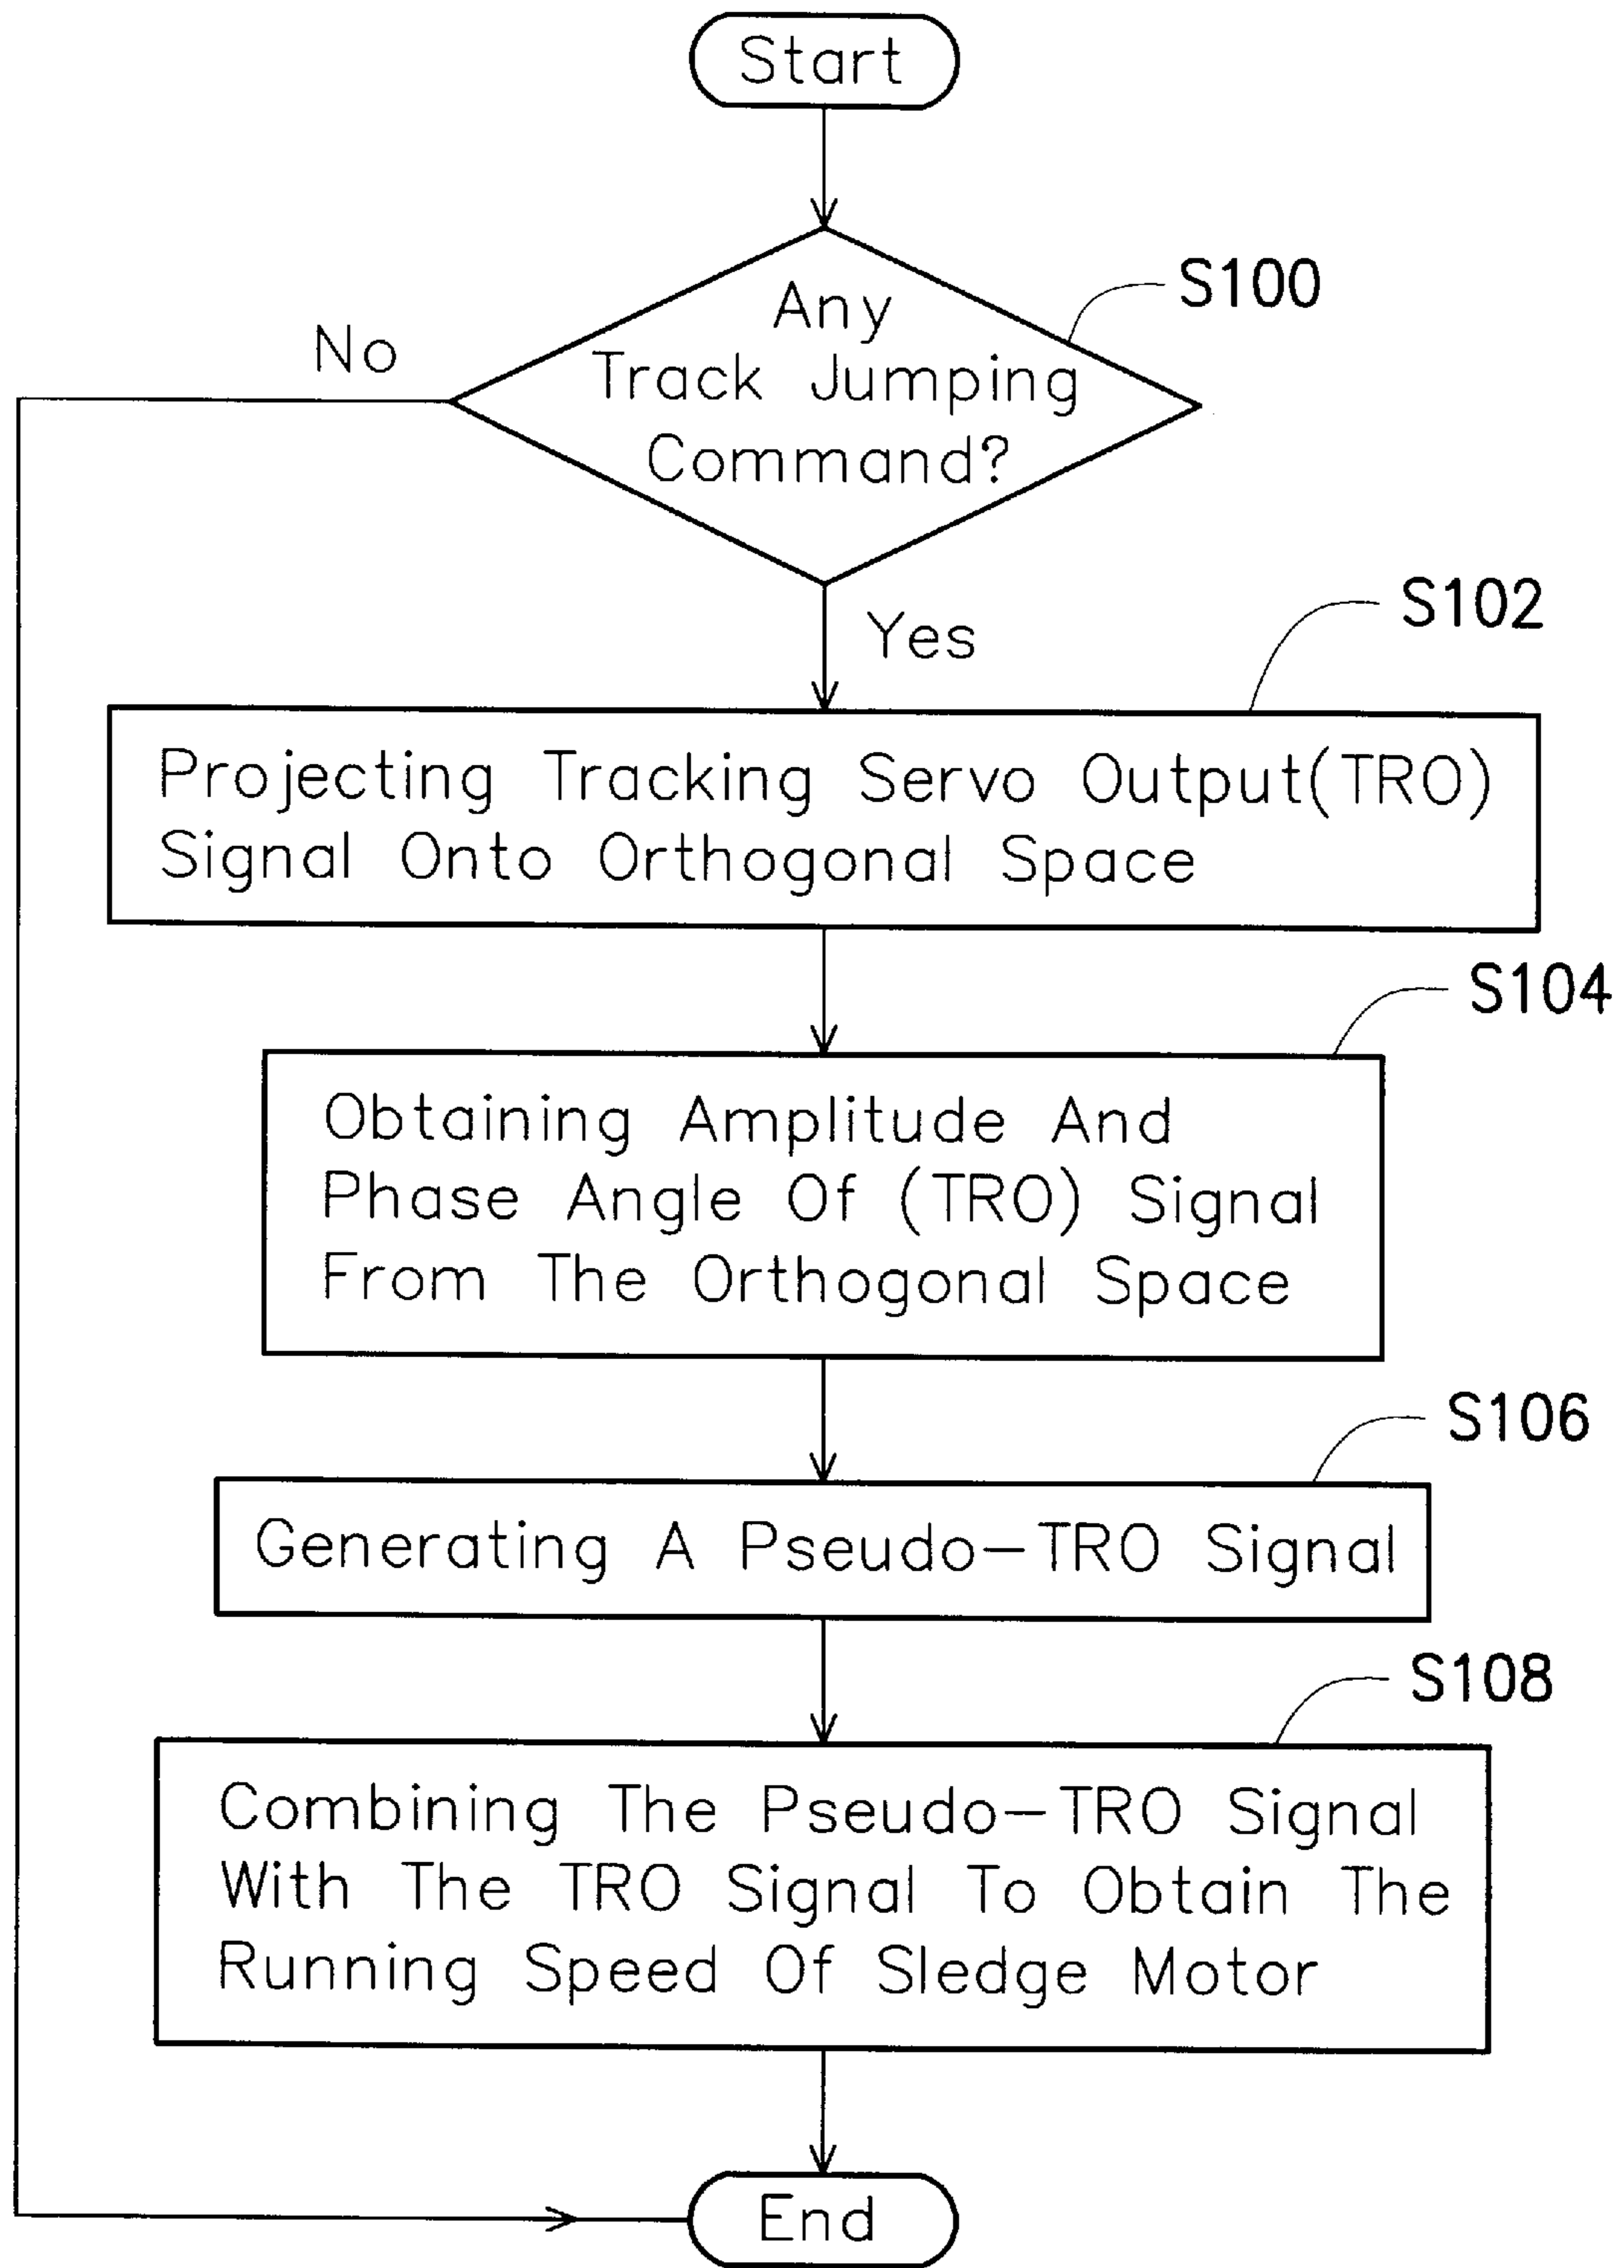 Start
S100
Any
Track Jumping
Command?
No
Yes
S102
Projecting Tracking Servo Output(TRO)
Signal Onto Orthogonal Space
S104
Obtaining Amplitude And
Phase Angle Of (TRO) Signal
From The Orthogonal Space
S106
Generating A Pseudo-TRO Signal
S108
Combining The Pseudo-TRO Signal
With The TRO Signal To Obtain The
Running Speed Of Sledge Motor
End